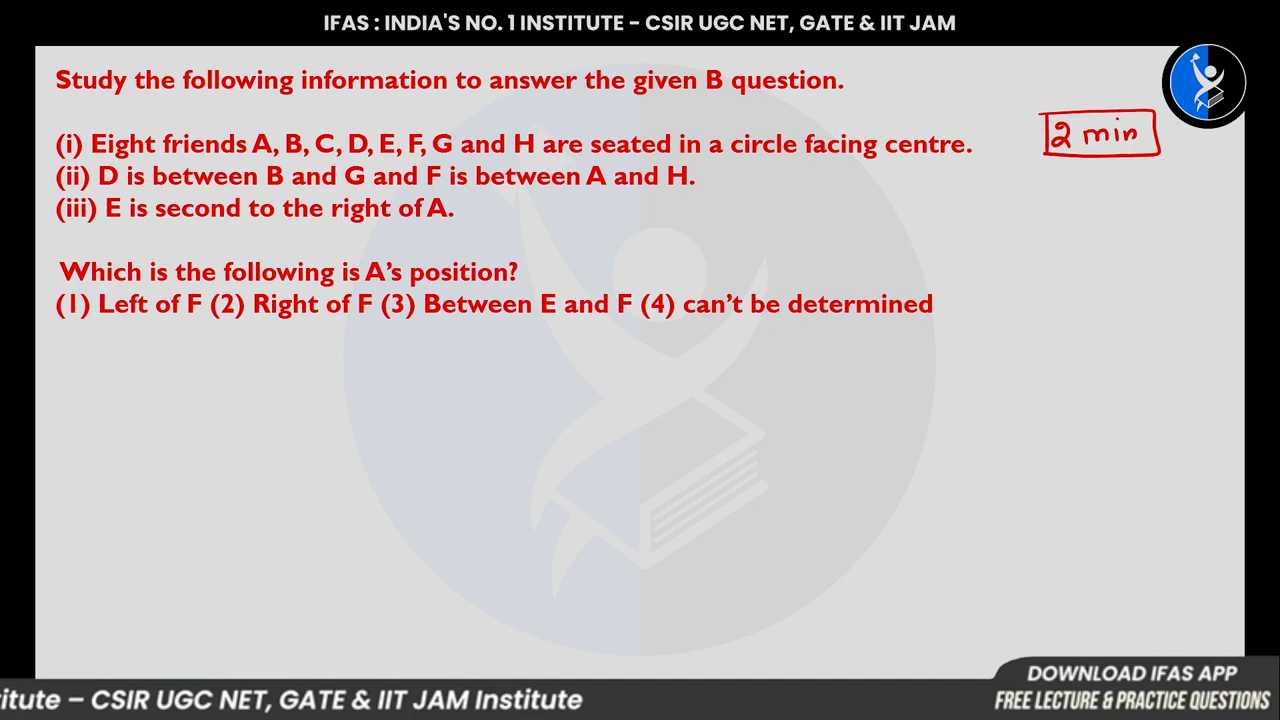 IFAS : INDIA'S NO. 1 INSTITUTE – CSIR UGC NET, GATE & IIT JAM
Study the following information to answer the given B question.
2 min
(i) Eight friends A, B, C, D, E, F, G and H are seated in a circle facing centre.
(ii) D is between B and G and F is between A and H.
(iii) E is second to the right of A.
Which is the following is A's position?
(1) Left of F (2) Right of F (3) Between E and F (4) can't be determined
DOWNLOAD IFAS APP
titute – CSIR UGC NET, GATE & IIT JAM Institute
FREE LECTURE & PRACTICE QUESTIONS